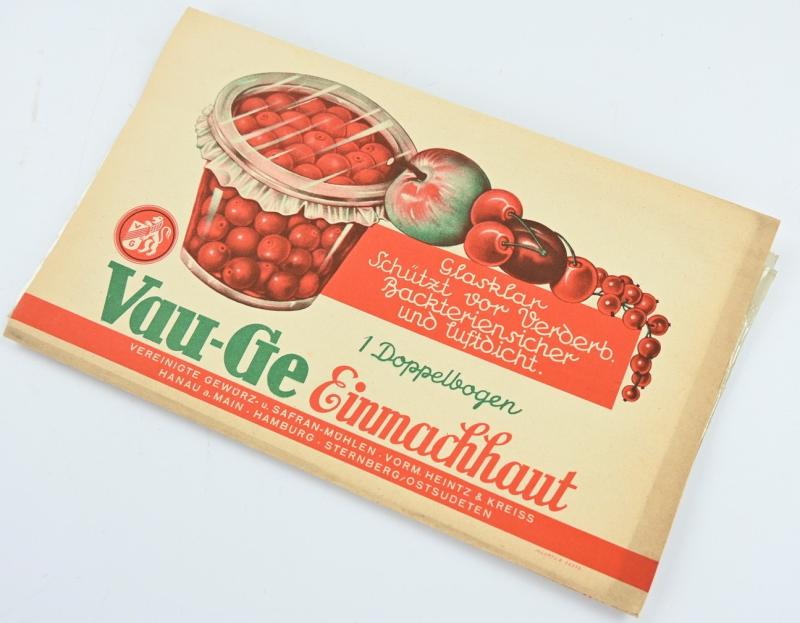 Glasklar
Schützt vor Verderb.
Backteriensicher
und luftdicht.
1 Doppelbogen
V G
Vau-Ge Einmachhaut
VEREINIGTE GEWÜRZ- u. SAFRAN-MÜHLEN · VORM. HEINTZ & KREISS
HANAU a. MAIN · HAMBURG · STERNBERG/OSTSUDETEN